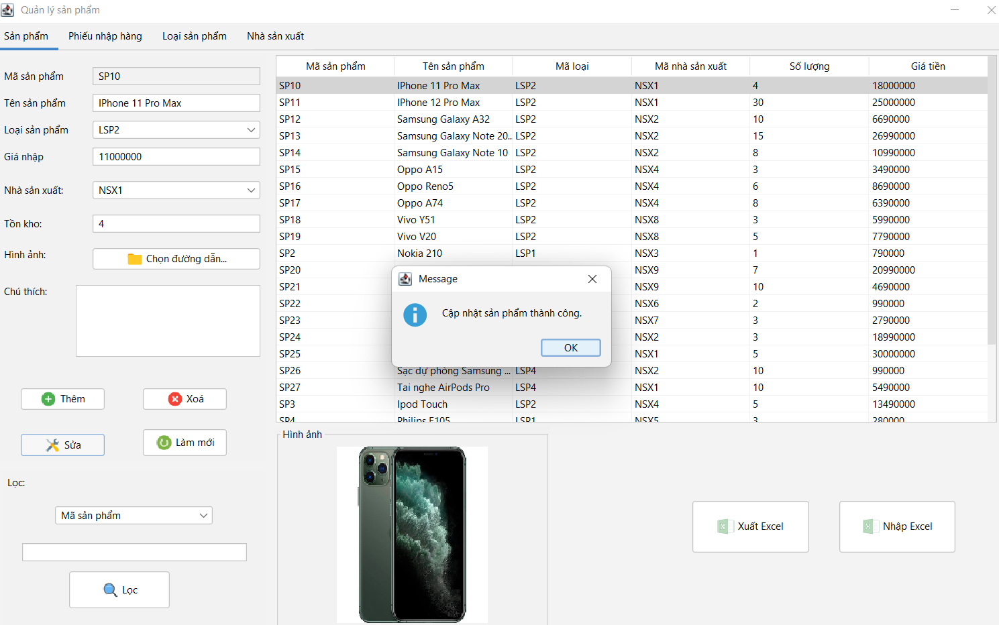 Quản lý sản phẩm
Sản phẩm Phiếu nhập hàng Loại sản phẩm Nhà sản xuất
Mã sản phẩm SP10
Tên sản phẩm IPhone 11 Pro Max
Loại sản phẩm LSP2
Giá nhập 11000000
Nhà sản xuất: NSX1
Tồn kho: 4
Hình ảnh: Chọn đường dẫn...
Chú thích:
Thêm Xoá
Sửa Làm mới
Lọc:
Mã sản phẩm
Lọc
Mã sản phẩm Tên sản phẩm Mã loại Mã nhà sản xuất Số lượng Giá tiền
SP10 IPhone 11 Pro Max LSP2 NSX1 4 18000000
SP11 IPhone 12 Pro Max LSP2 NSX1 30 25000000
SP12 Samsung Galaxy A32 LSP2 NSX2 10 6690000
SP13 Samsung Galaxy Note 20... LSP2 NSX2 15 26990000
SP14 Samsung Galaxy Note 10 LSP2 NSX2 8 10990000
SP15 Oppo A15 LSP2 NSX4 3 3490000
SP16 Oppo Reno5 LSP2 NSX4 6 8690000
SP17 Oppo A74 LSP2 NSX4 8 6390000
SP18 Vivo Y51 LSP2 NSX8 3 5990000
SP19 Vivo V20 LSP2 NSX8 5 7790000
SP2 Nokia 210 LSP1 NSX3 1 790000
SP20 NSX9 7 20990000
SP21 NSX9 10 4690000
SP22 NSX6 2 990000
SP23 NSX7 3 2790000
SP24 NSX2 3 18990000
SP25 NSX1 5 30000000
SP26 Sạc dự phòng Samsung ... LSP4 NSX2 10 990000
SP27 Tai nghe AirPods Pro LSP4 NSX1 10 5490000
SP3 Ipod Touch LSP2 NSX4 5 13490000
SP4 Philips E105 LSP1 NSX5 3 280000
Message
Cập nhật sản phẩm thành công.
OK
Hình ảnh
Xuất Excel Nhập Excel